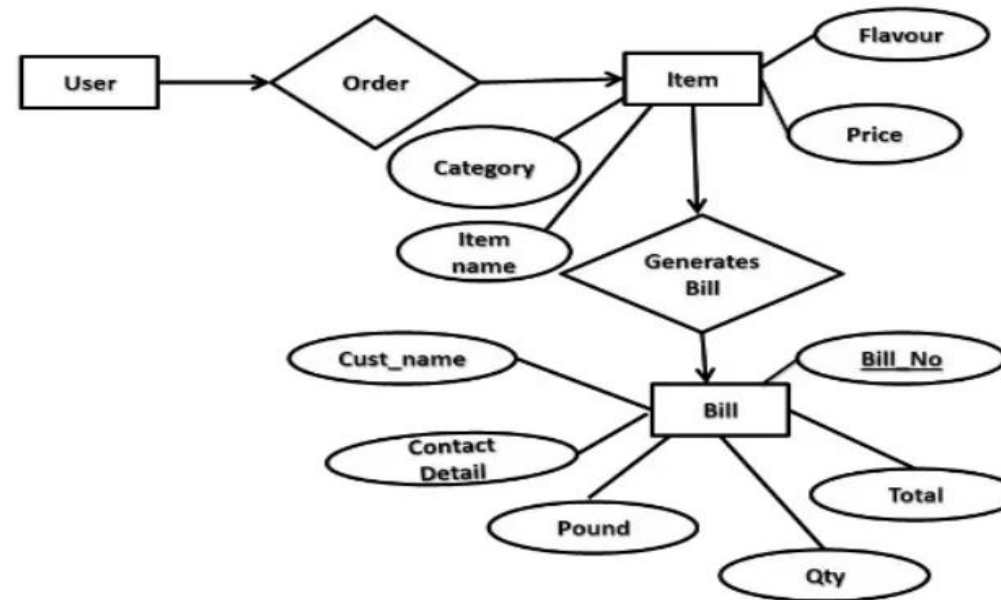 Flavour
User
Order
Item
Price
Category
Item
name
Generates
Bill
Cust_name
Bill_No
Bill
Contact
Detail
Total
Pound
Qty